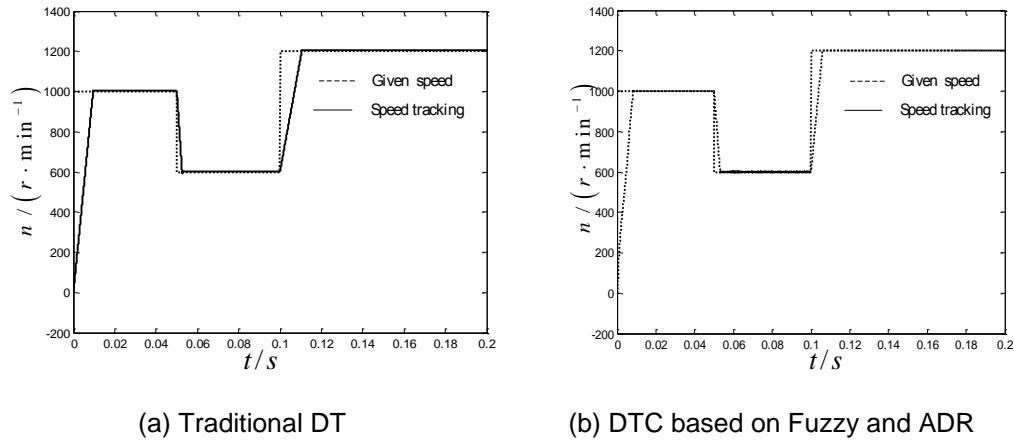 1400
1200
1000
800
600
400
200
0
-200
0 0.02 0.04 0.06 0.08 0.1 0.12 0.14 0.16 0.18 0.2
n / ( r · min⁻¹ )
t/s
Given speed
Speed tracking
(a) Traditional DT
1400
1200
1000
800
600
400
200
0
-200
0 0.02 0.04 0.06 0.08 0.1 0.12 0.14 0.16 0.18 0.2
n / ( r · min⁻¹ )
t/s
Given speed
Speed tracking
(b) DTC based on Fuzzy and ADR